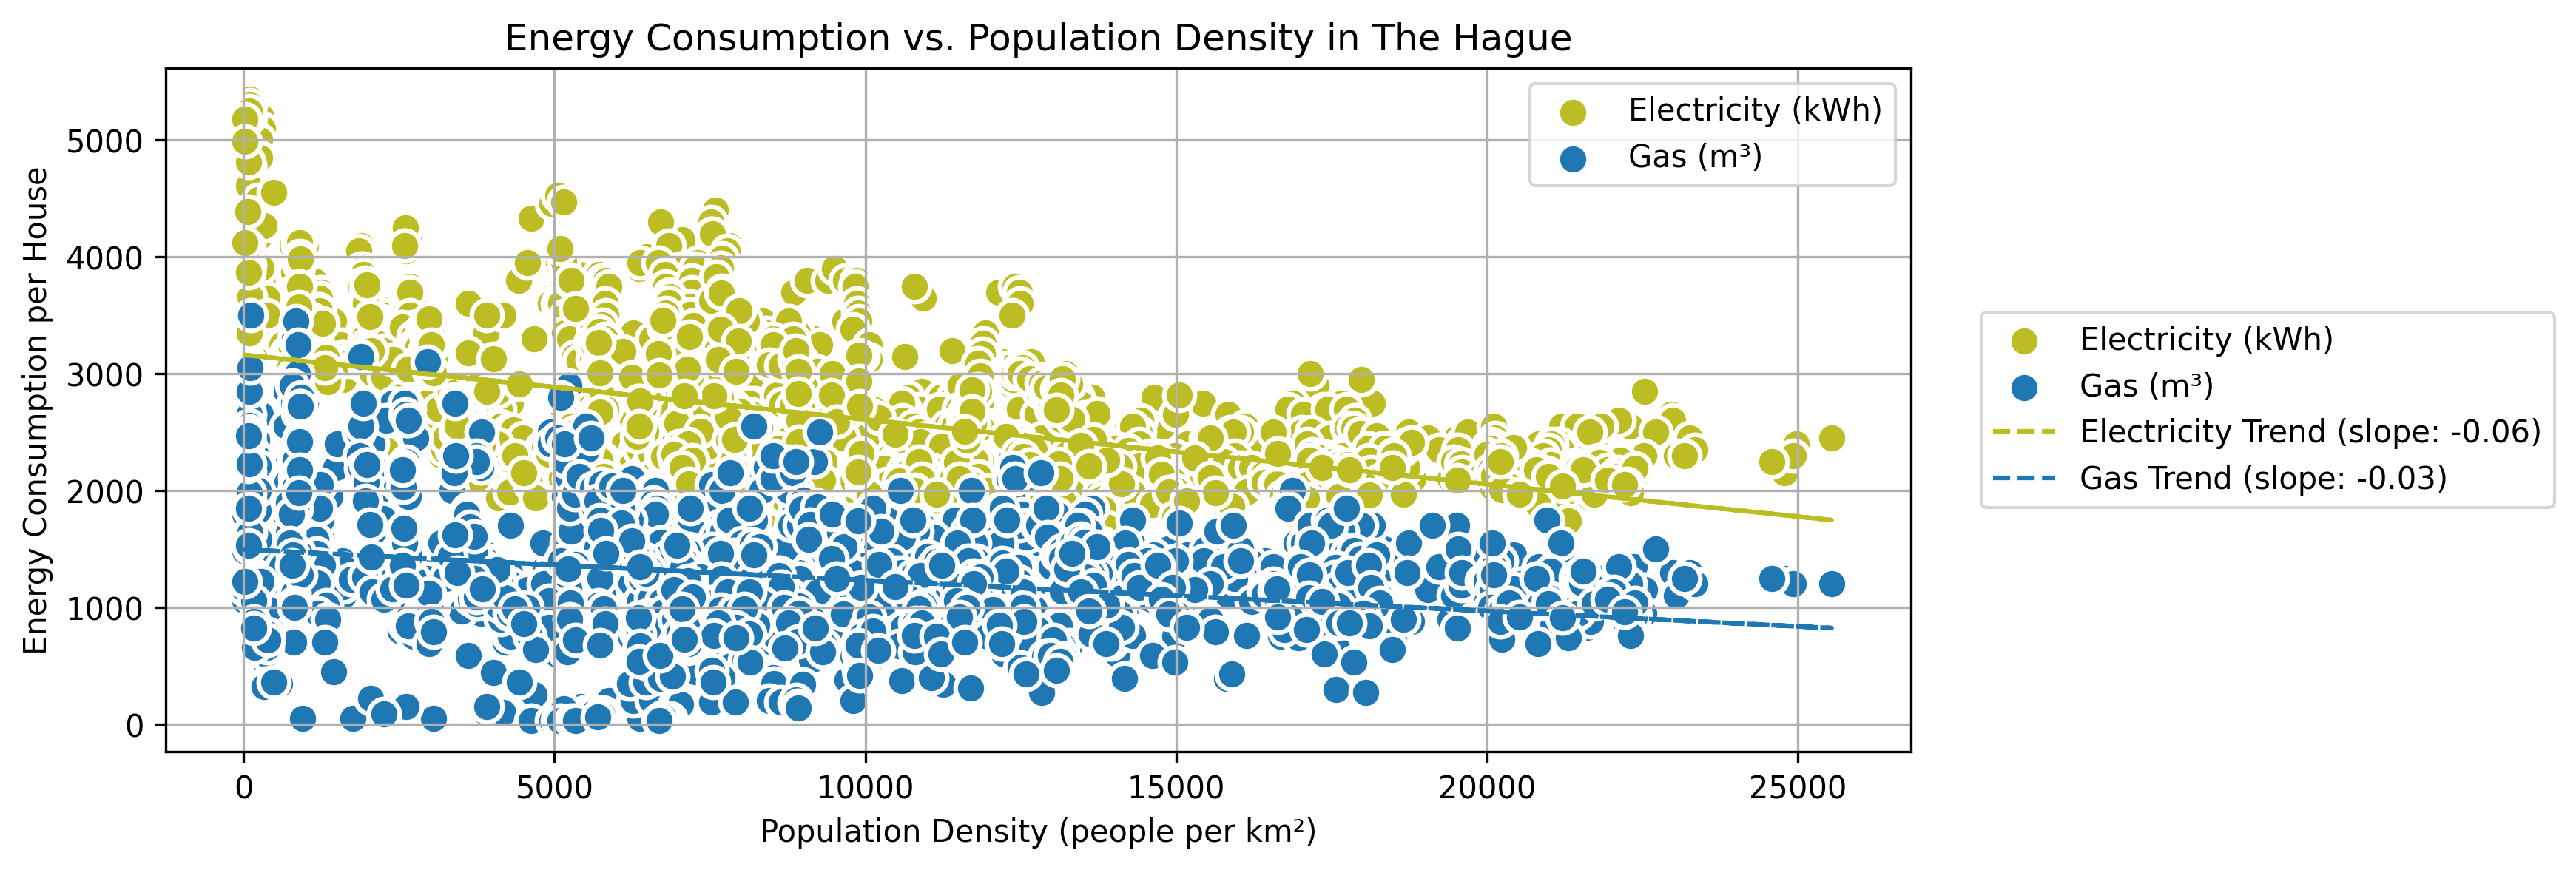 Energy Consumption vs. Population Density in The Hague
Energy Consumption per House
5000
4000
3000
2000
1000
0
0
5000
10000
15000
20000
25000
Population Density (people per km²)
Electricity (kWh)
Gas (m³)
Electricity (kWh)
Gas (m³)
Electricity Trend (slope: -0.06)
Gas Trend (slope: -0.03)